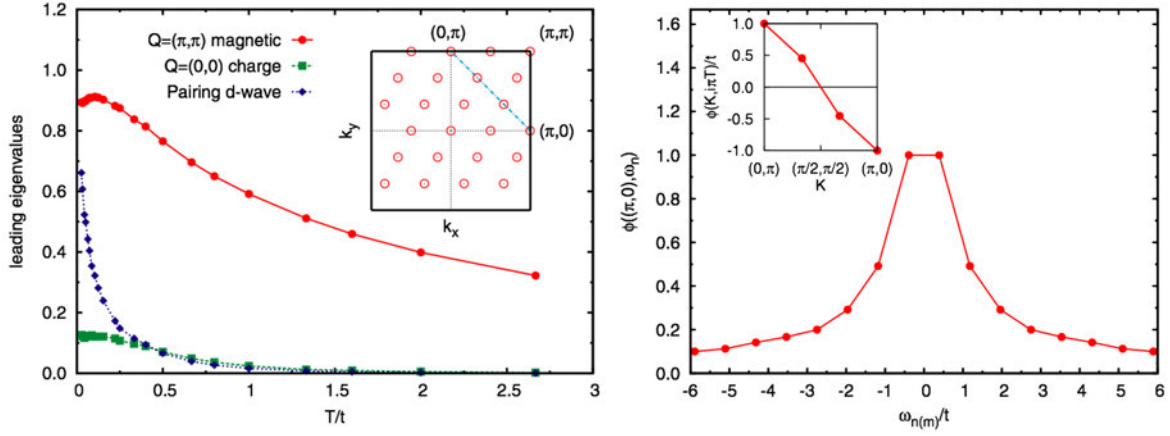 1.2
1.0
0.8
0.6
0.4
0.2
0.0
leading eigenvalues
Q=(π,π) magnetic
Q=(0,0) charge
Pairing d-wave
(0,π)
(π,π)
(π,0)
k_y
k_x
0 0.5 1 1.5 2 2.5 3
T/t
1.6
1.4
1.2
1.0
0.8
0.6
0.4
0.2
0.0
ϕ((π,0),ω_n)
1.0
0.5
0.0
-0.5
-1.0
ϕ(K,iπT)/t
(0,π) (π/2,π/2) (π,0)
K
-6 -5 -4 -3 -2 -1 0 1 2 3 4 5 6
ω_n(m)/t